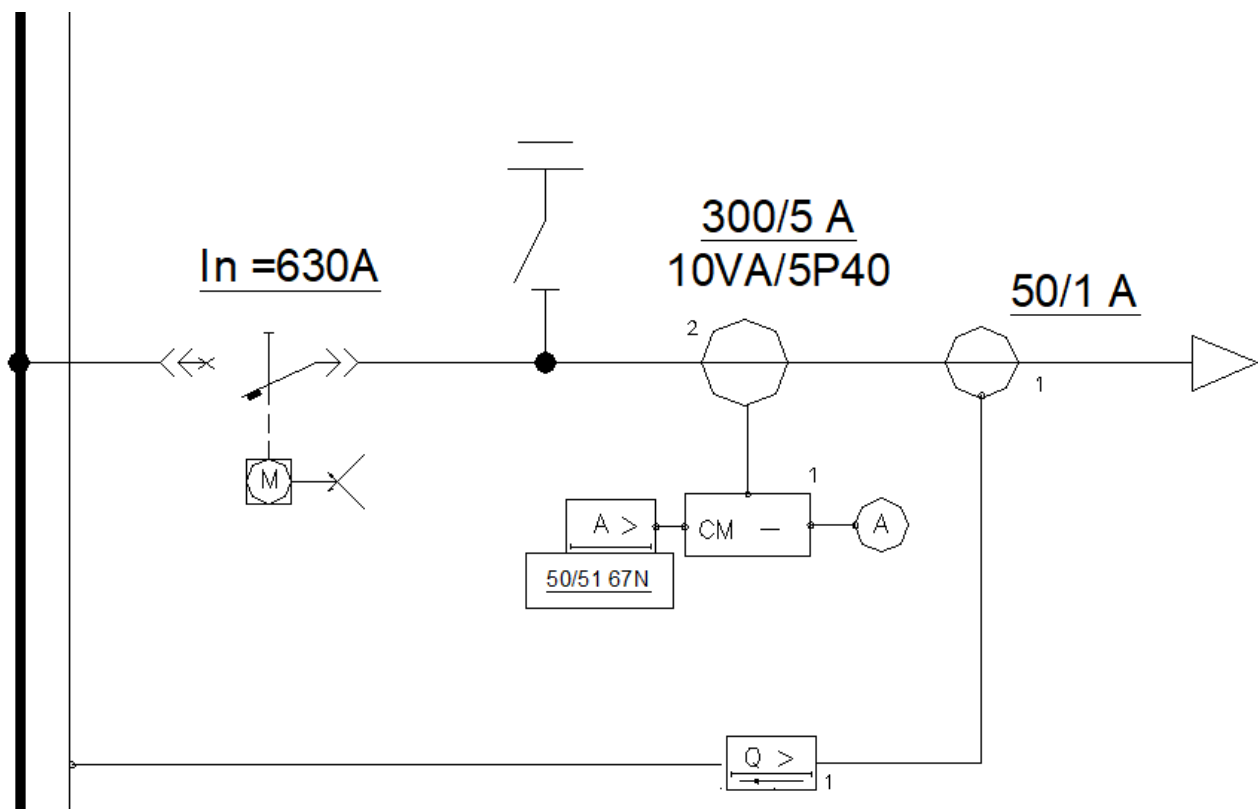 In =630A
300/5 A
10VA/5P40
50/1 A
2
1
M
1
A >
CM —
A
50/51 67N
Q >
1